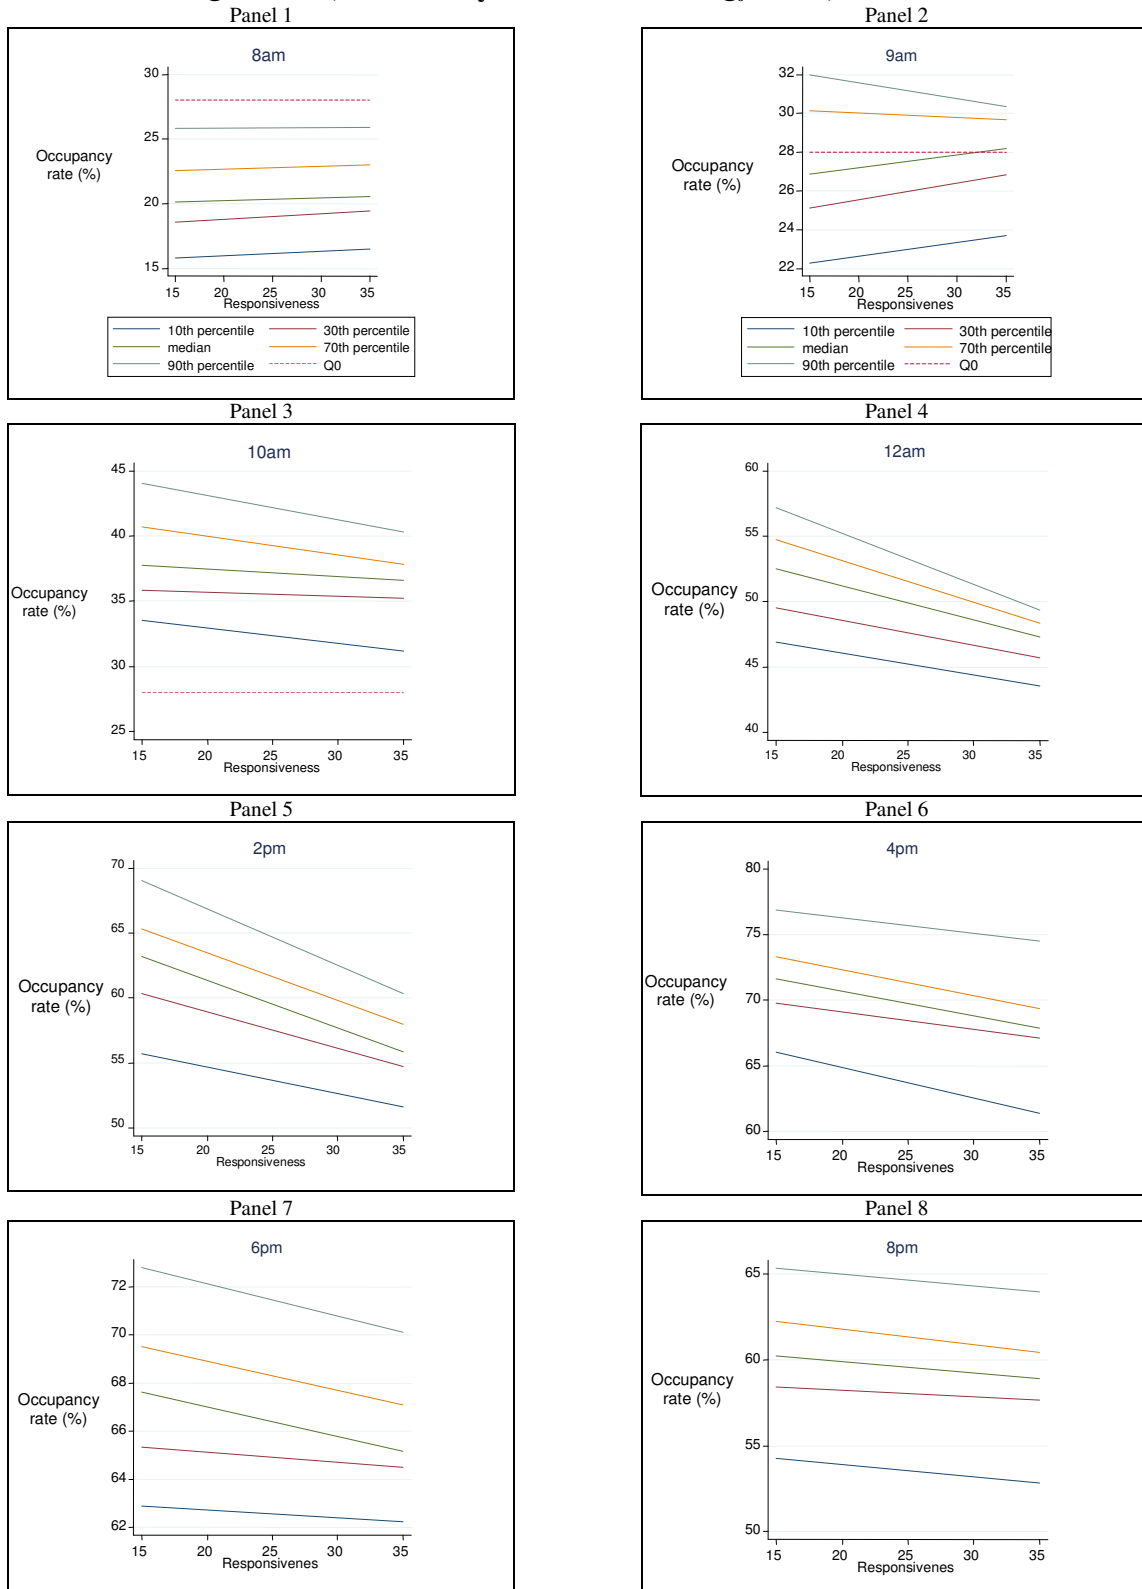 Panel 1
8am
30
25
20
15
Occupancy
rate (%)
15 20 25 30 35
Responsiveness
10th percentile 30th percentile
median 70th percentile
90th percentile Q0
Panel 2
9am
32
30
28
26
24
22
Occupancy
rate (%)
15 20 25 30 35
Responsivenes
10th percentile 30th percentile
median 70th percentile
90th percentile Q0
Panel 3
10am
45
40
35
30
25
Occupancy
rate (%)
15 20 25 30 35
Responsiveness
Panel 4
12am
60
55
50
45
40
Occupancy
rate (%)
15 20 25 30 35
Responsiveness
Panel 5
2pm
70
65
60
55
50
Occupancy
rate (%)
15 20 25 30 35
Responsiveness
Panel 6
4pm
80
75
70
65
60
Occupancy
rate (%)
15 20 25 30 35
Responsivenes
Panel 7
6pm
72
70
68
66
64
62
Occupancy
rate (%)
15 20 25 30 35
Responsivenes
Panel 8
8pm
65
60
55
50
Occupancy
rate (%)
15 20 25 30 35
Responsivenes